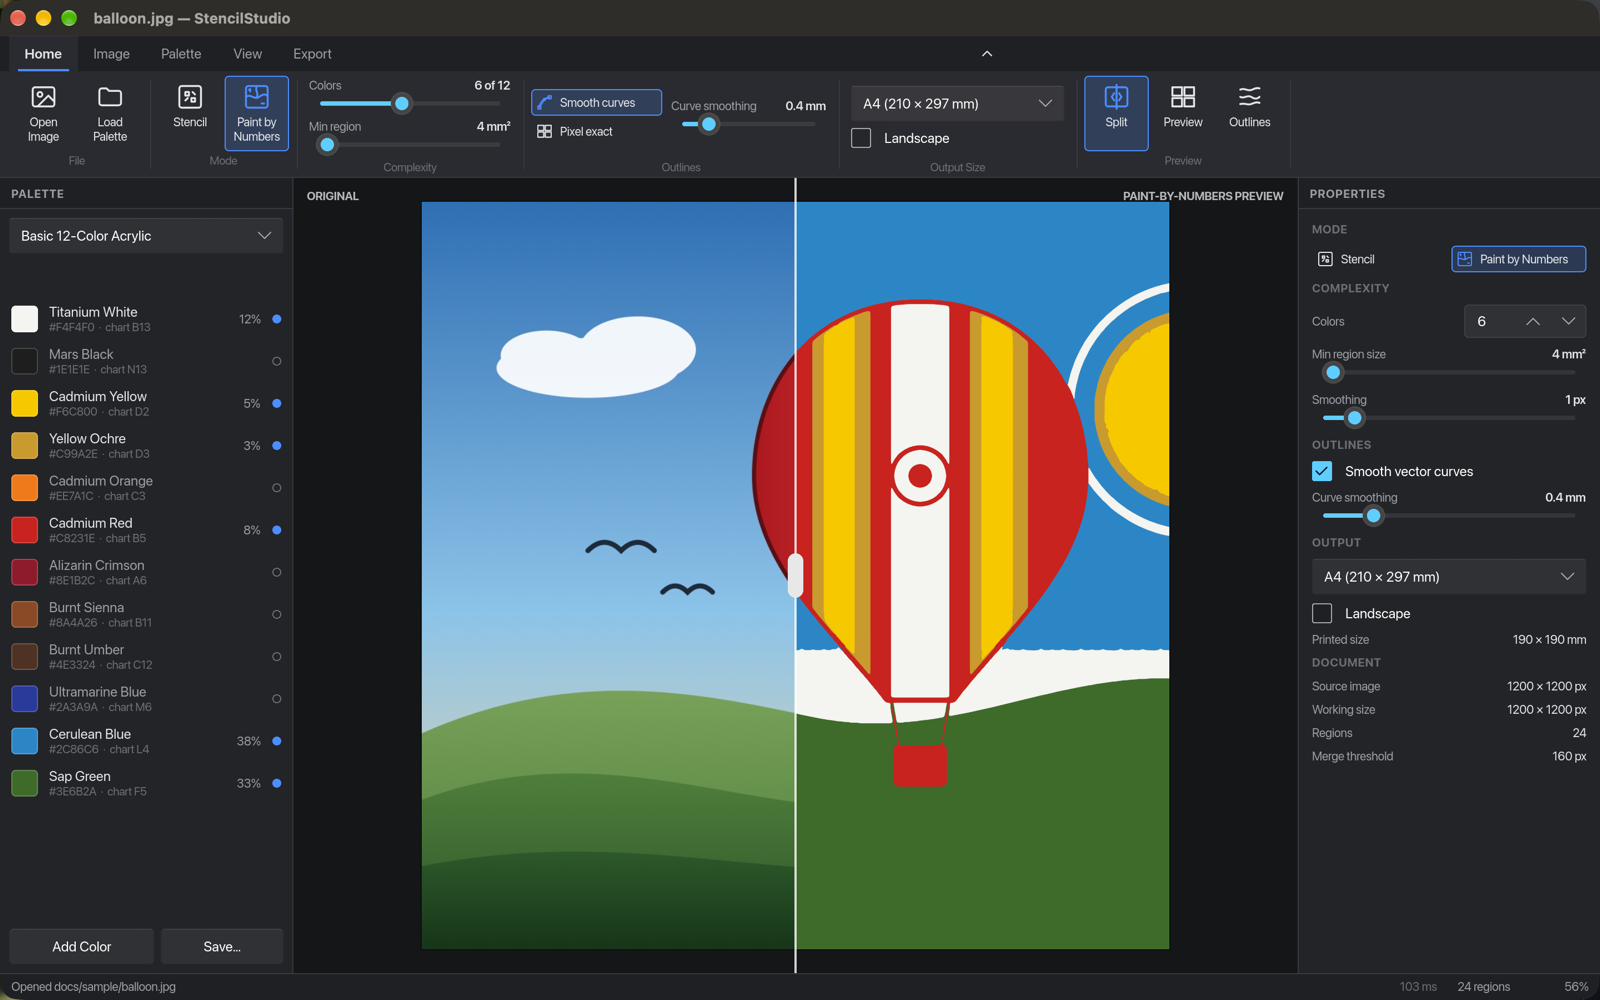 balloon.jpg — StencilStudio
Home
Image
Palette
View
Export
Open Image
Load Palette
File
Stencil
Paint by Numbers
Mode
Colors 6 of 12
Min region 4 mm²
Complexity
Smooth curves
Pixel exact
Curve smoothing 0.4 mm
Outlines
A4 (210 × 297 mm)
Landscape
Output Size
Split
Preview
Outlines
Preview
PALETTE
Basic 12-Color Acrylic
Titanium White
#F4F4F0 · chart B13
12%
Mars Black
#1E1E1E · chart N13
Cadmium Yellow
#F6C800 · chart D2
5%
Yellow Ochre
#C99A2E · chart D3
3%
Cadmium Orange
#EE7A1C · chart C3
Cadmium Red
#C8231E · chart B5
8%
Alizarin Crimson
#8E1B2C · chart A6
Burnt Sienna
#8A4A26 · chart B11
Burnt Umber
#4E3324 · chart C12
Ultramarine Blue
#2A3A9A · chart M6
Cerulean Blue
#2C86C6 · chart L4
38%
Sap Green
#3E6B2A · chart F5
33%
Add Color
Save...
ORIGINAL
PAINT-BY-NUMBERS PREVIEW
PROPERTIES
MODE
Stencil
Paint by Numbers
COMPLEXITY
Colors 6
Min region size 4 mm²
Smoothing 1 px
OUTLINES
Smooth vector curves
Curve smoothing 0.4 mm
OUTPUT
A4 (210 × 297 mm)
Landscape
Printed size 190 × 190 mm
DOCUMENT
Source image 1200 × 1200 px
Working size 1200 × 1200 px
Regions 24
Merge threshold 160 px
Opened docs/sample/balloon.jpg
103 ms
24 regions
56%